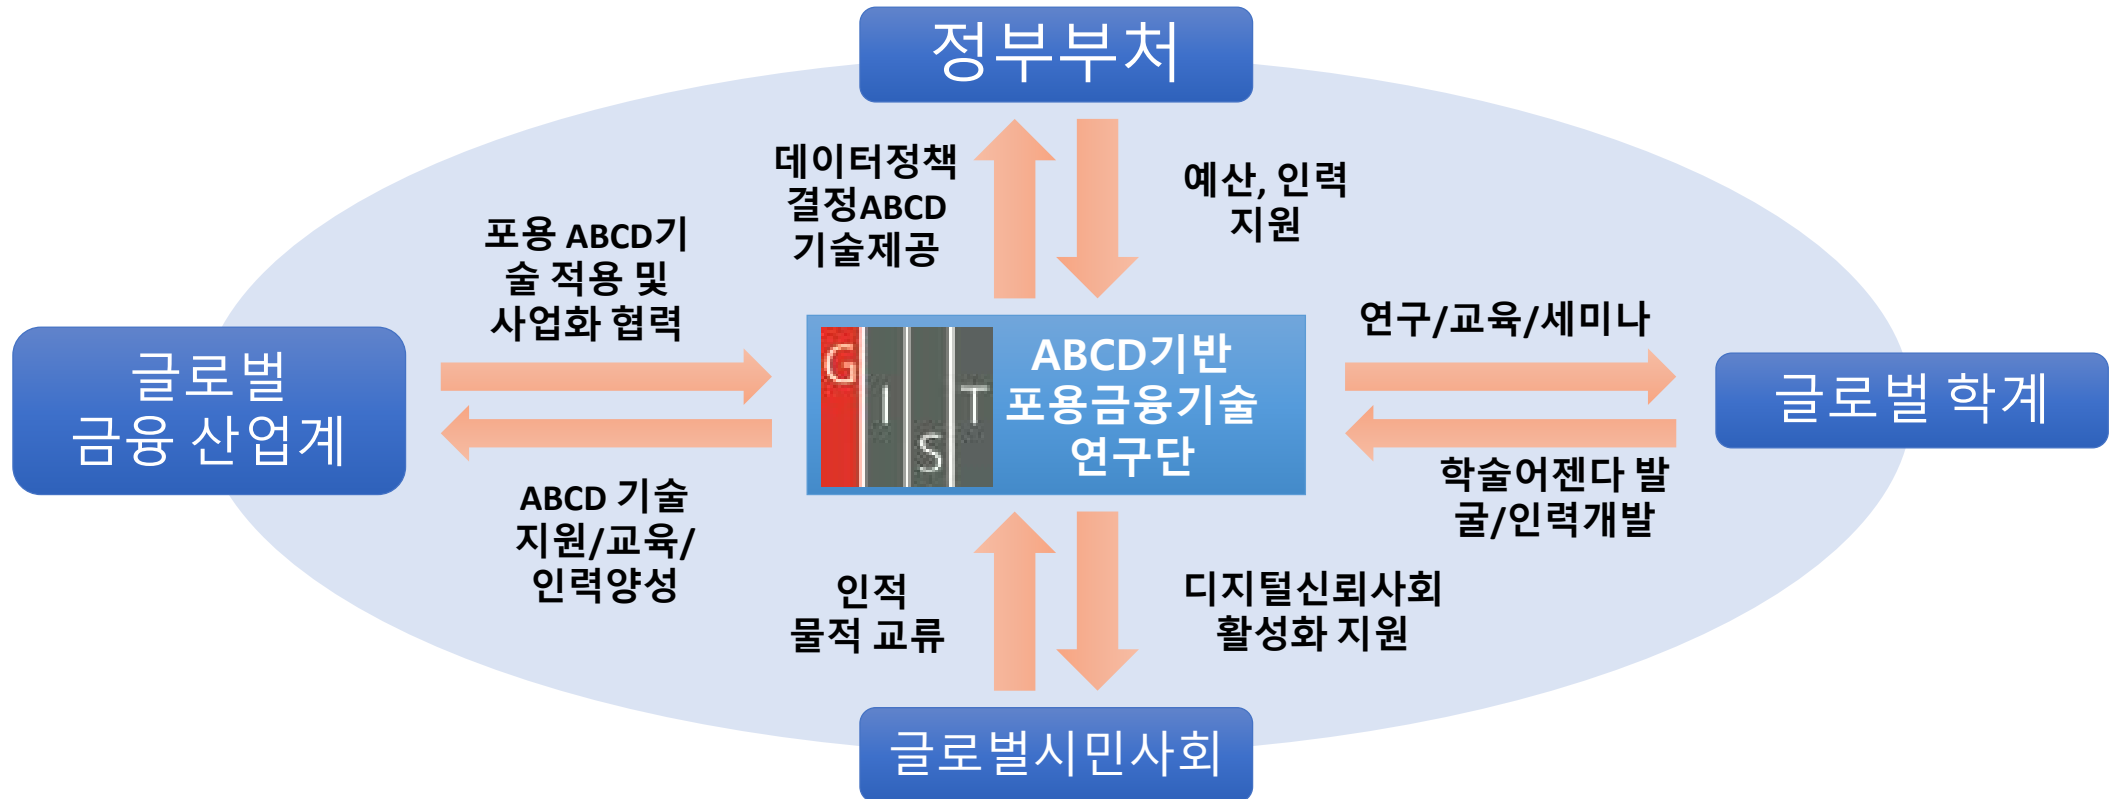 정부부처
데이터정책
결정ABCD
기술제공
예산, 인력
지원
포용 ABCD기
술 적용 및
사업화 협력
글로벌
금융 산업계
ABCD 기술
지원/교육/
인력양성
G I S T
ABCD기반
포용금융기술
연구단
연구/교육/세미나
글로벌 학계
학술어젠다 발
굴/인력개발
인적
물적 교류
디지털신뢰사회
활성화 지원
글로벌시민사회